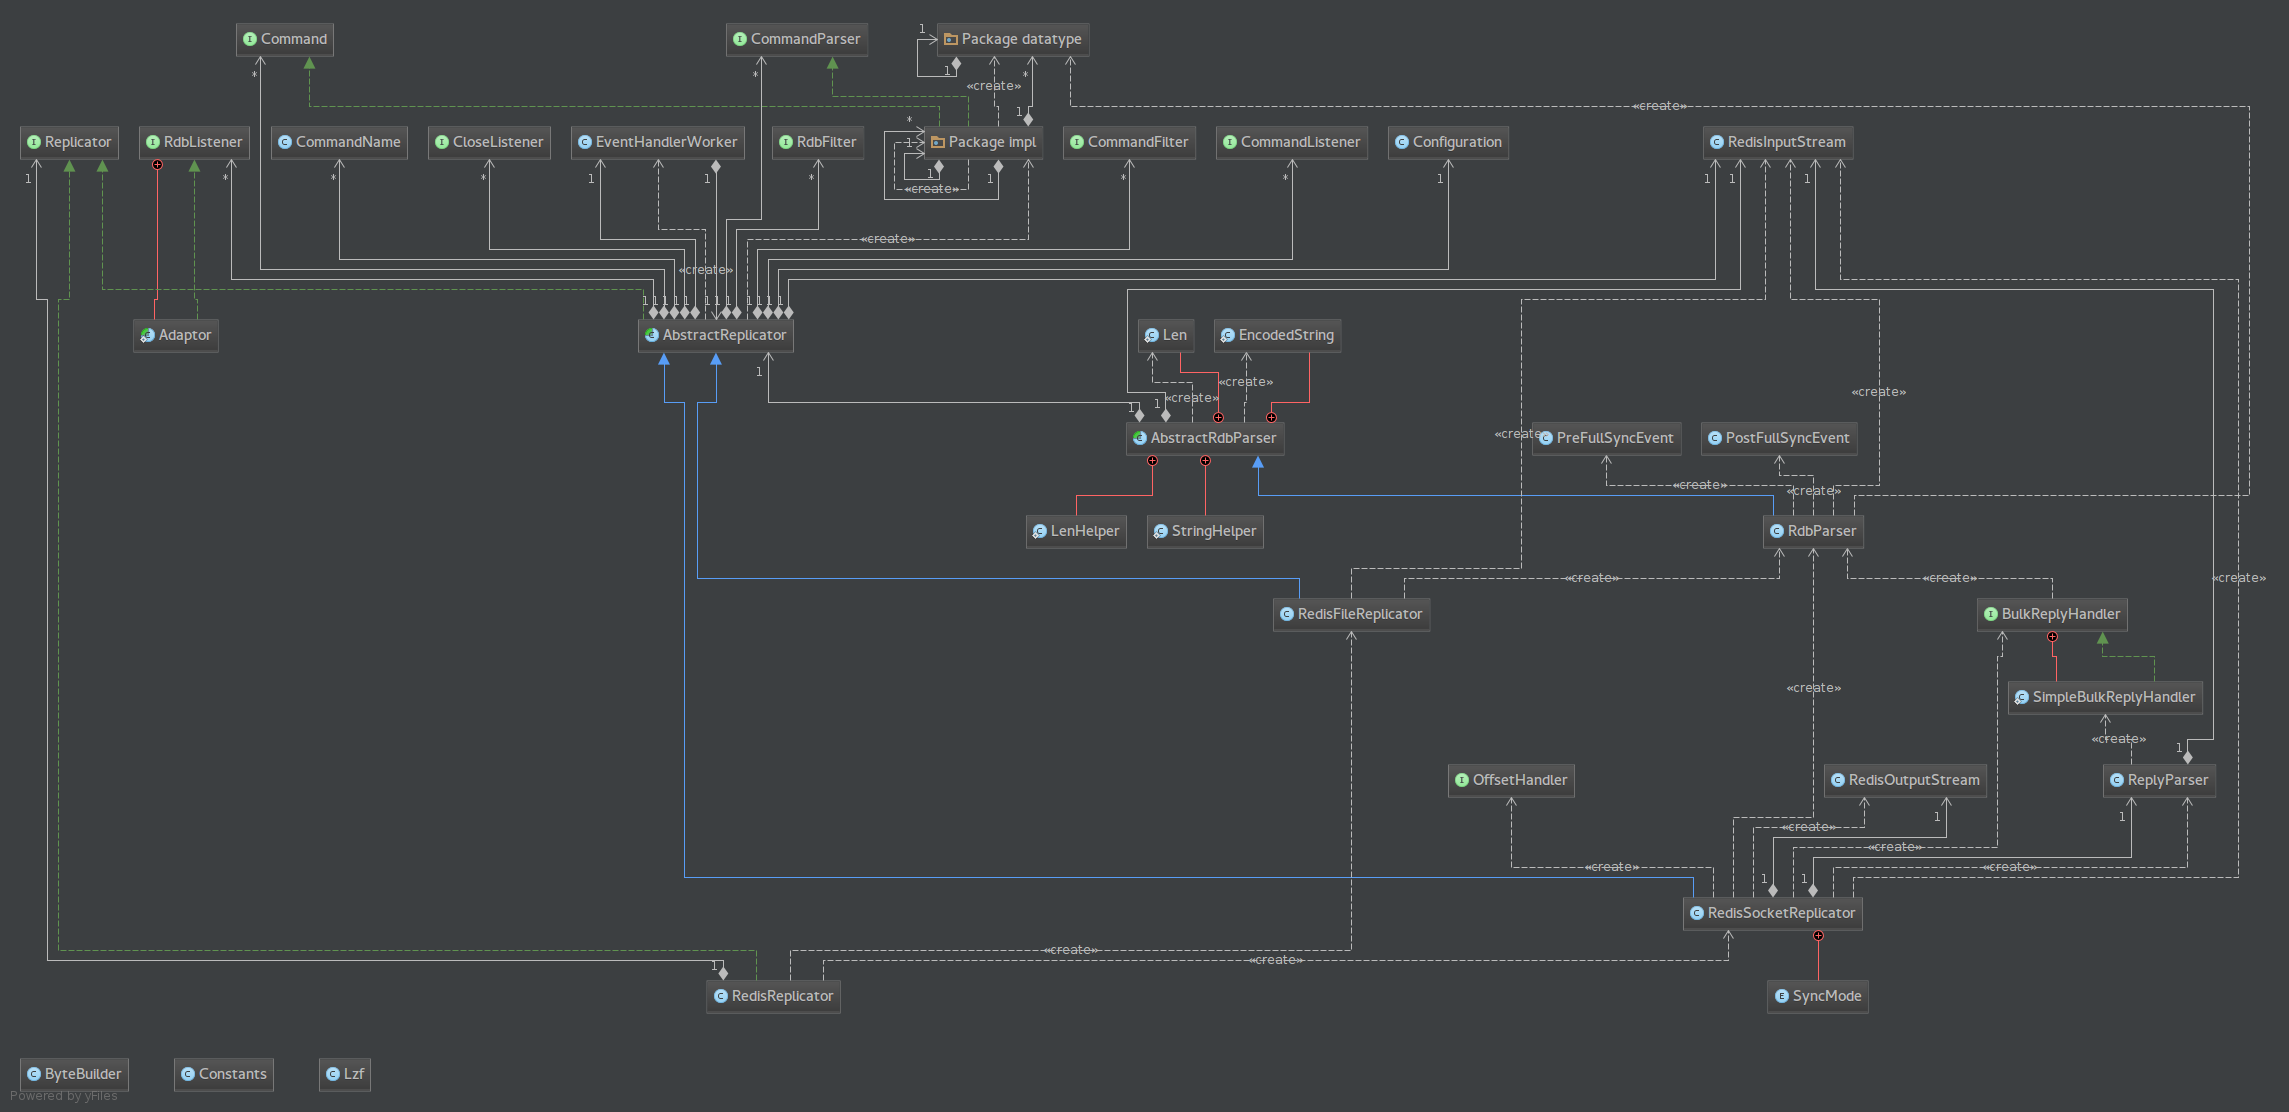 Command
CommandParser
1
Package datatype
*
*
1
*
«create»
1
«create»
*
Replicator
RdbListener
CommandName
CloseListener
EventHandlerWorker
RdbFilter
1
Package impl
CommandFilter
CommandListener
Configuration
RedisInputStream
1
*
*
*
1
1
*
1
1
*
*
1
1
1
1
«create»
«create»
«create»
1
1
1
1
1
1
1
1
1
1
1
1
Adaptor
AbstractReplicator
Len
EncodedString
1
«create»
«create»
«create»
1
1
«create»
AbstractRdbParser
PreFullSyncEvent
PostFullSyncEvent
«create»
«create»
LenHelper
StringHelper
RdbParser
«create»
«create»
«create»
RedisFileReplicator
BulkReplyHandler
«create»
SimpleBulkReplyHandler
«create»
1
OffsetHandler
RedisOutputStream
ReplyParser
1
1
«create»
«create»
«create»
«create»
1
1
RedisSocketReplicator
«create»
«create»
1
RedisReplicator
SyncMode
ByteBuilder
Constants
Lzf
Powered by yFiles